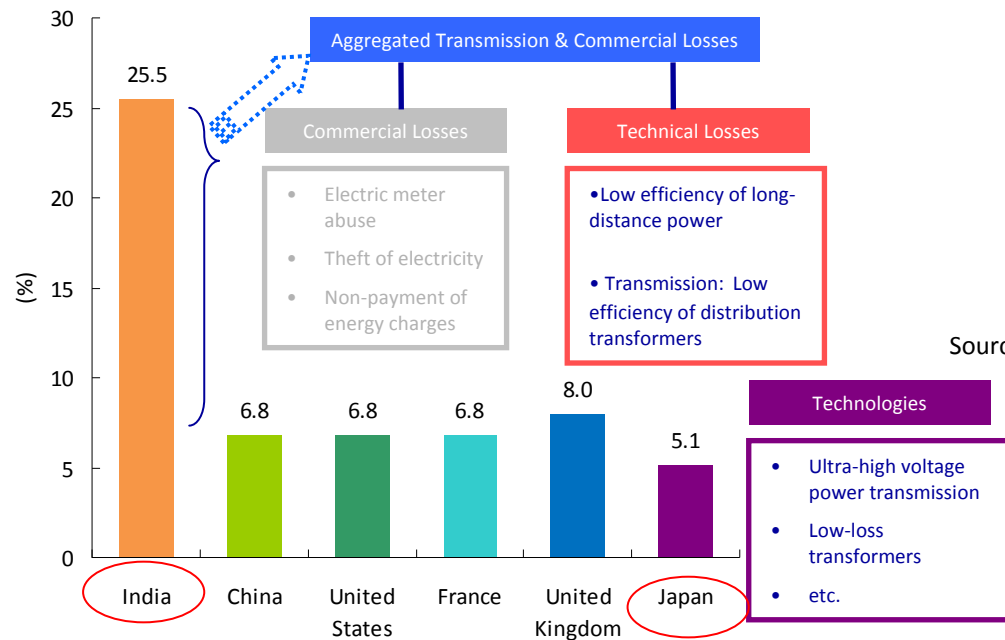 30
25
20
15
10
5
0
(%)
25.5
6.8
6.8
6.8
8.0
5.1
India
China
United
States
France
United
Kingdom
Japan
Aggregated Transmission & Commercial Losses
Commercial Losses
• Electric meter
abuse
• Theft of electricity
• Non-payment of
energy charges
Technical Losses
•Low efficiency of long-
distance power
• Transmission: Low
efficiency of distribution
transformers
Sourc
Technologies
• Ultra-high voltage
power transmission
• Low-loss
transformers
• etc.